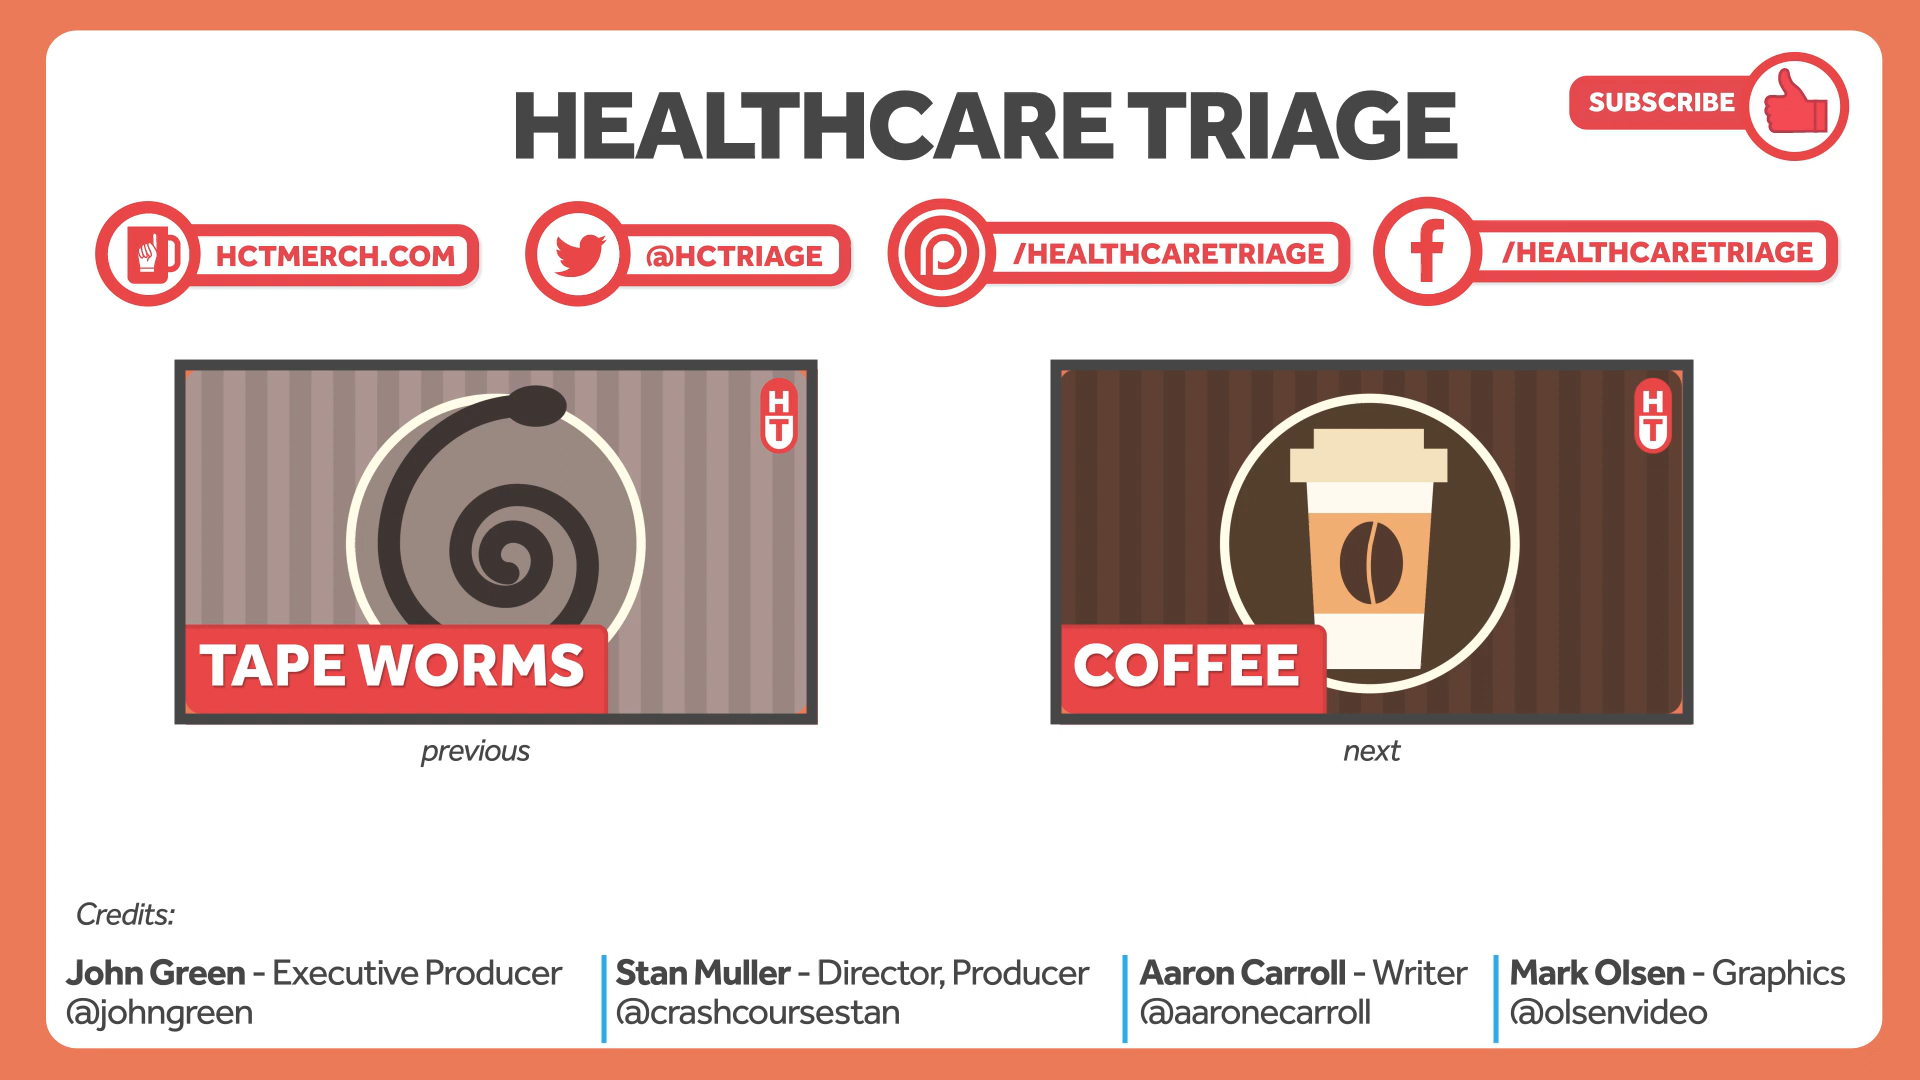 HEALTHCARE TRIAGE
SUBSCRIBE
HCTMERCH.COM
@HCTRIAGE
/HEALTHCARETRIAGE
/HEALTHCARETRIAGE
H
T
TAPE WORMS
previous
H
T
COFFEE
next
Credits:
John Green - Executive Producer
@johngreen
Stan Muller - Director, Producer
@crashcoursestan
Aaron Carroll - Writer
@aaronecarroll
Mark Olsen - Graphics
@olsenvideo